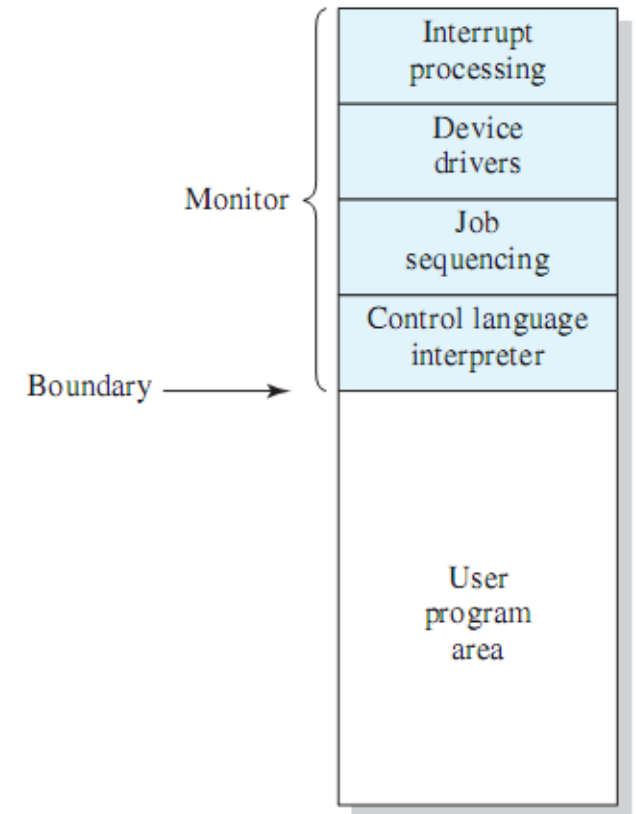 Interrupt
processing
Device
drivers
Monitor
Job
sequencing
Control language
interpreter
Boundary
User
program
area